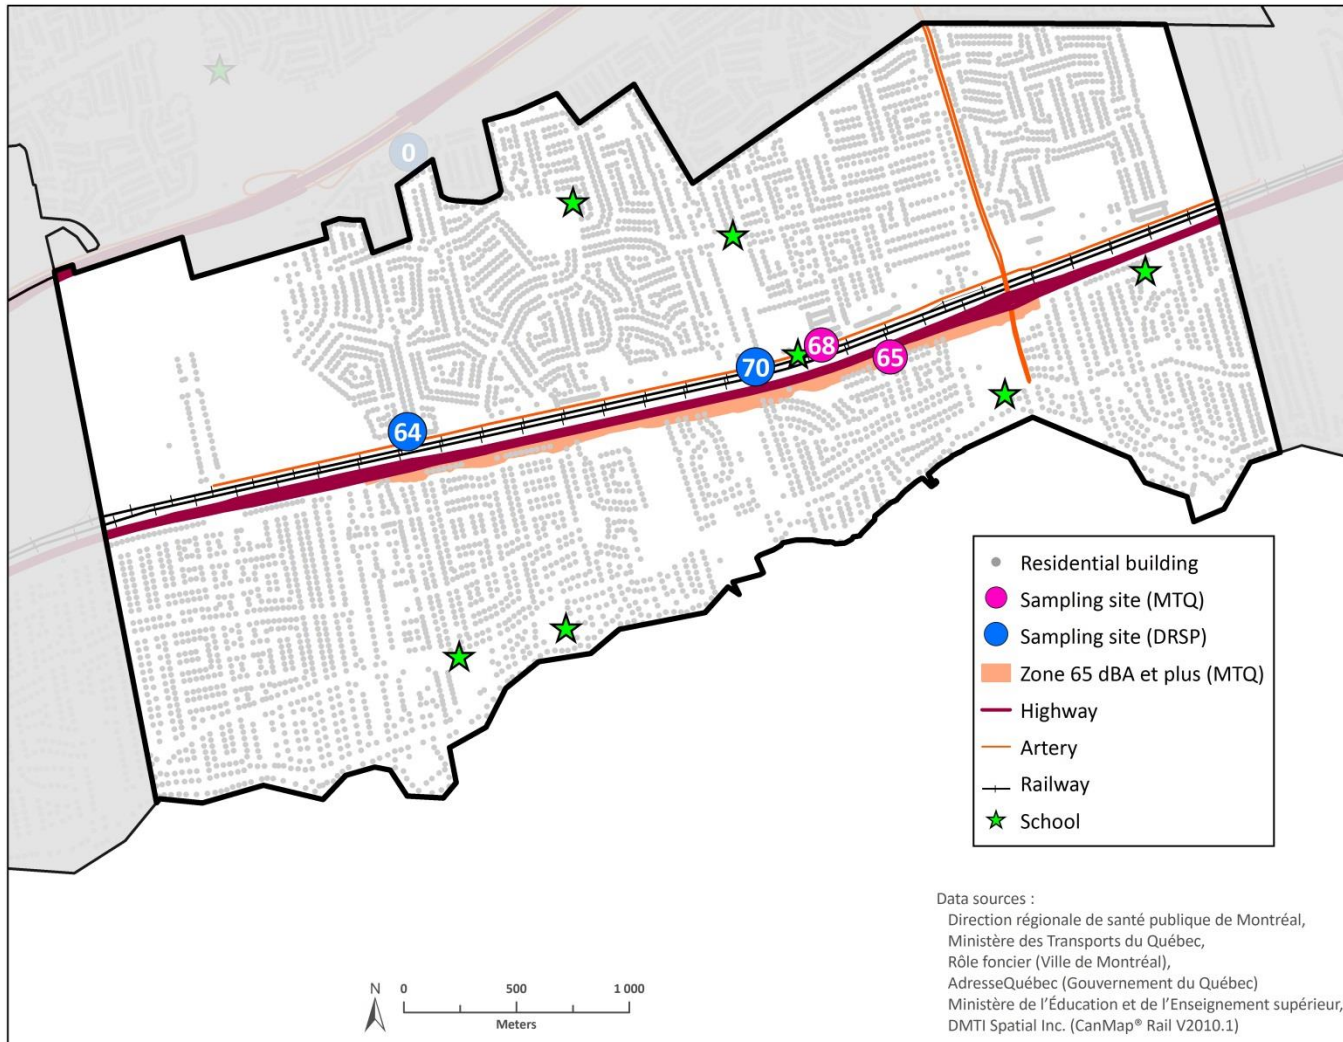 0
68
65
70
64
Residential building
Sampling site (MTQ)
Sampling site (DRSP)
Zone 65 dBA et plus (MTQ)
Highway
Artery
Railway
School
Data sources :
Direction régionale de santé publique de Montréal,
Ministère des Transports du Québec,
Rôle foncier (Ville de Montréal),
AdresseQuébec (Gouvernement du Québec)
Ministère de l'Éducation et de l'Enseignement supérieur,
DMTI Spatial Inc. (CanMap® Rail V2010.1)
N 0 500 1 000
Meters